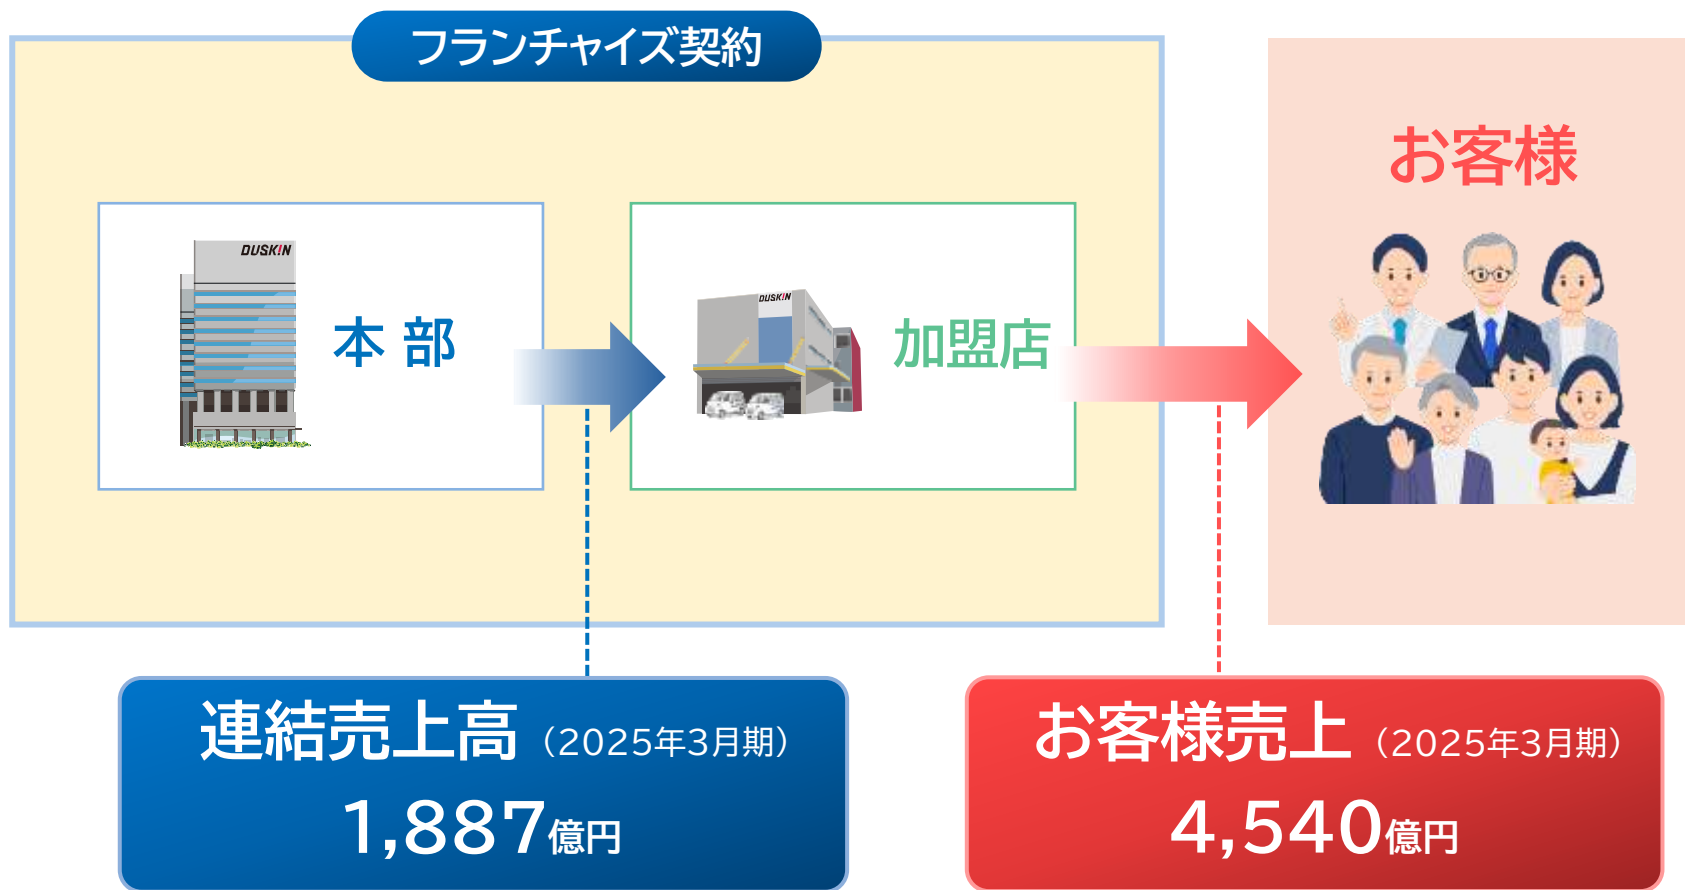 フランチャイズ契約
お客様
DUSKIN
本部
DUSKIN
加盟店
連結売上高（2025年3月期）
1,887億円
お客様売上（2025年3月期）
4,540億円